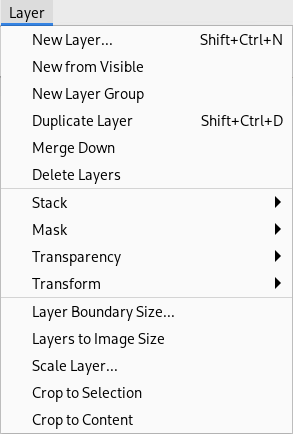 Layer
New Layer... Shift+Ctrl+N
New from Visible
New Layer Group
Duplicate Layer Shift+Ctrl+D
Merge Down
Delete Layers
Stack
Mask
Transparency
Transform
Layer Boundary Size...
Layers to Image Size
Scale Layer...
Crop to Selection
Crop to Content